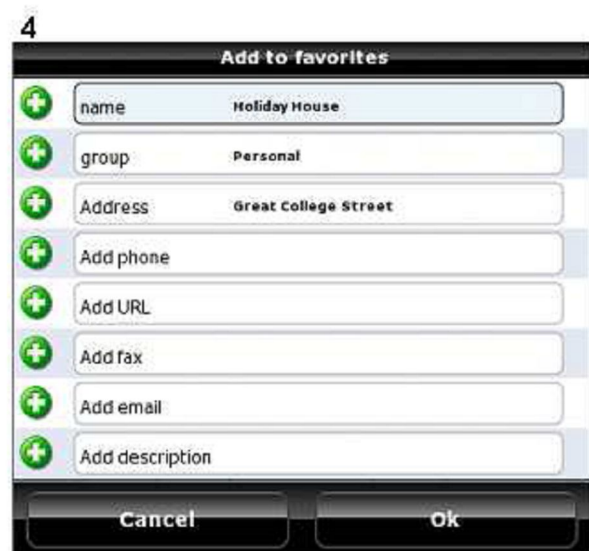 4
Add to favorites
name Holiday House
group Personal
Address Great College Street
Add phone
Add URL
Add fax
Add email
Add description
Cancel Ok